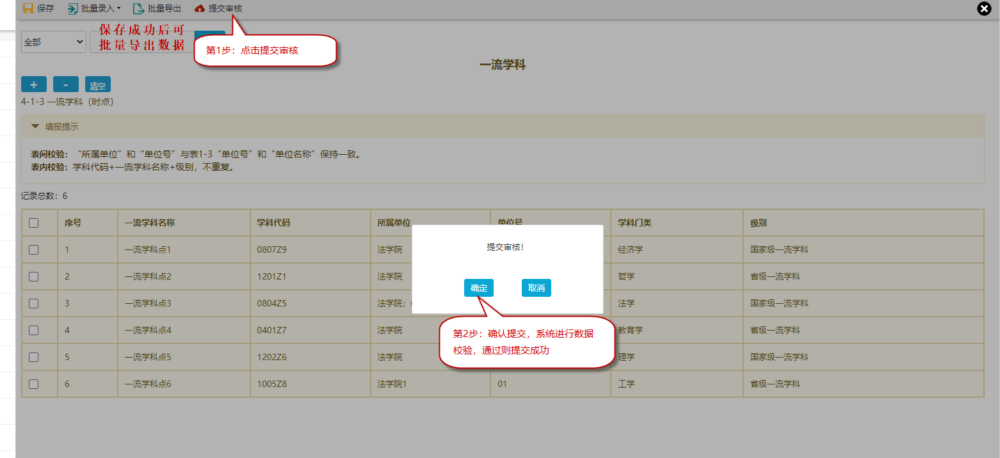 保存 批量录入 批量导出 提交审核
保存成功后可
批量导出数据
全部
第1步：点击提交审核
一流学科
+ - 清空
4-1-3 一流学科（时点）
填报提示
表间校验：“所属单位”和“单位号”与表1-3“单位号”和“单位名称”保持一致。
表内校验：学科代码+一流学科名称+级别，不重复。
记录总数：6
序号 一流学科名称 学科代码 所属单位 单位号 学科门类 级别
1 一流学科点1 0807Z9 法学院 经济学 国家级一流学科
2 一流学科点2 1201Z1 法学院 哲学 省级一流学科
3 一流学科点3 0804Z5 法学院； 法学 国家级一流学科
4 一流学科点4 0401Z7 法学院 教育学 省级一流学科
5 一流学科点5 1202Z6 法学院 理学 国家级一流学科
6 一流学科点6 1005Z8 法学院1 01 工学 省级一流学科
提交审核!
确定 取消
第2步：确认提交，系统进行数据
校验，通过则提交成功